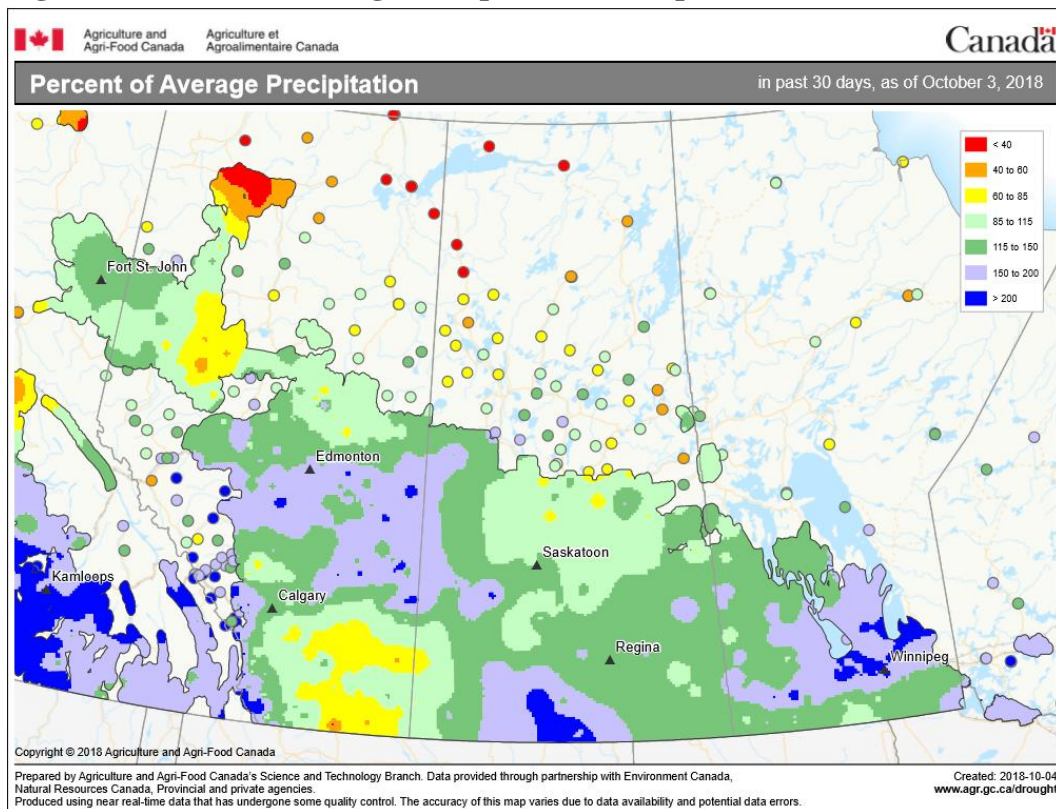 Agriculture and Agriculture et
Agri-Food Canada Agroalimentaire Canada
Canada
Percent of Average Precipitation
in past 30 days, as of October 3, 2018
< 40
40 to 60
60 to 85
85 to 115
115 to 150
150 to 200
> 200
Fort St-John
Edmonton
Saskatoon
Kamloops
Calgary
Regina
Winnipeg
Copyright © 2018 Agriculture and Agri-Food Canada
Prepared by Agriculture and Agri-Food Canada's Science and Technology Branch. Data provided through partnership with Environment Canada,
Natural Resources Canada, Provincial and private agencies.
Produced using near real-time data that has undergone some quality control. The accuracy of this map varies due to data availability and potential data errors.
Created: 2018-10-04
www.agr.gc.ca/drought